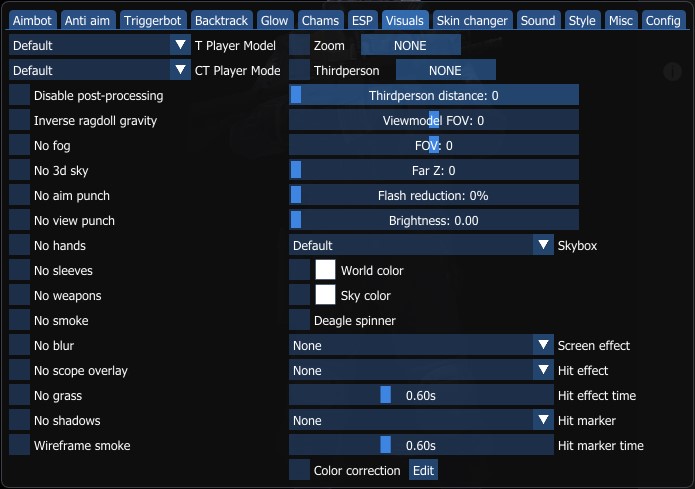 Aimbot Anti aim Triggerbot Backtrack Glow Chams ESP Visuals Skin changer Sound Style Misc Config
Default T Player Model Zoom NONE
Default CT Player Mode Thirdperson NONE
Disable post-processing Thirdperson distance: 0
Inverse ragdoll gravity Viewmodel FOV: 0
No fog FOV: 0
No 3d sky Far Z: 0
No aim punch Flash reduction: 0%
No view punch Brightness: 0.00
No hands Default Skybox
No sleeves World color
No weapons Sky color
No smoke Deagle spinner
No blur None Screen effect
No scope overlay None Hit effect
No grass 0.60s Hit effect time
No shadows None Hit marker
Wireframe smoke 0.60s Hit marker time
Color correction Edit